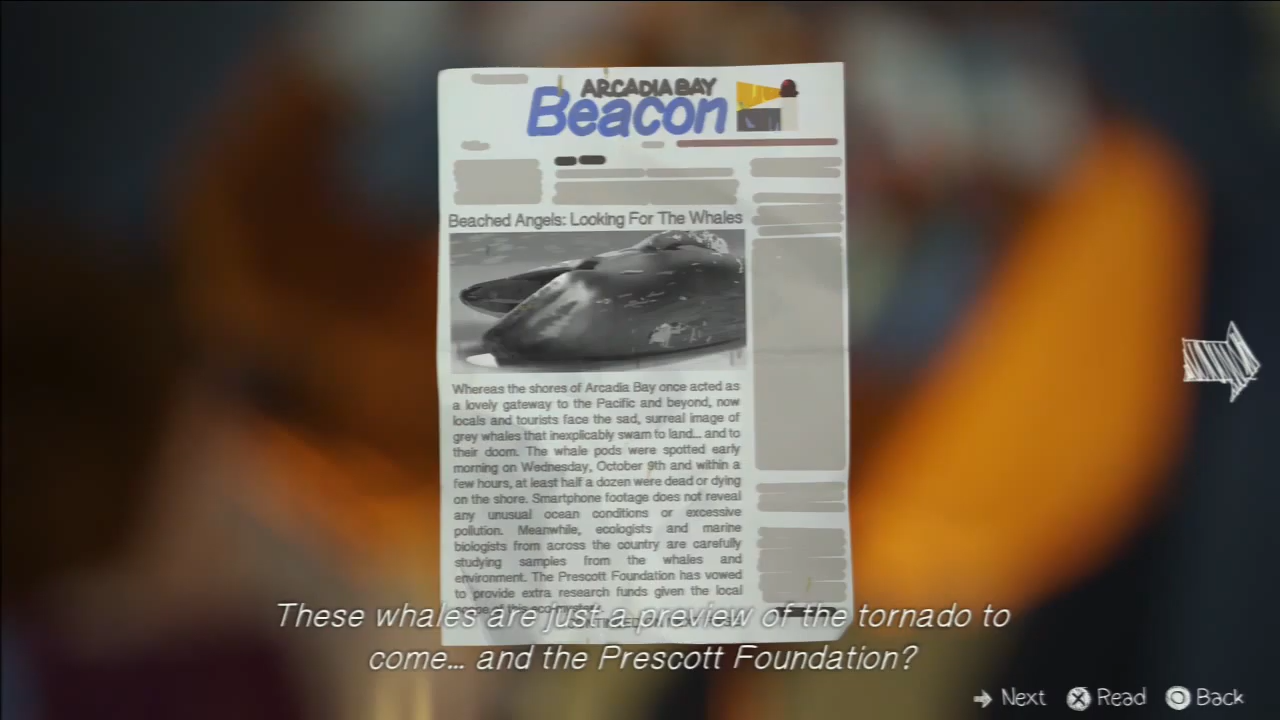 ARCADIA BAY
Beacon
Beached Angels: Looking For The Whales
Whereas the shores of Arcadia Bay once acted as
a lovely gateway to the Pacific and beyond, now
locals and tourists face the sad, surreal image of
grey whales that inexplicably swam to land... and to
their doom. The whale pods were spotted early
morning on Wednesday, October 9th and within a
few hours, at least half a dozen were dead or dying
on the shore. Smartphone footage does not reveal
any unusual ocean conditions or excessive
pollution. Meanwhile, ecologists and marine
biologists from across the country are carefully
studying samples from the whales and
environment. The Prescott Foundation has vowed
to provide extra research funds given the local
These whales are just a preview of the tornado to
come... and the Prescott Foundation?
Next Read Back